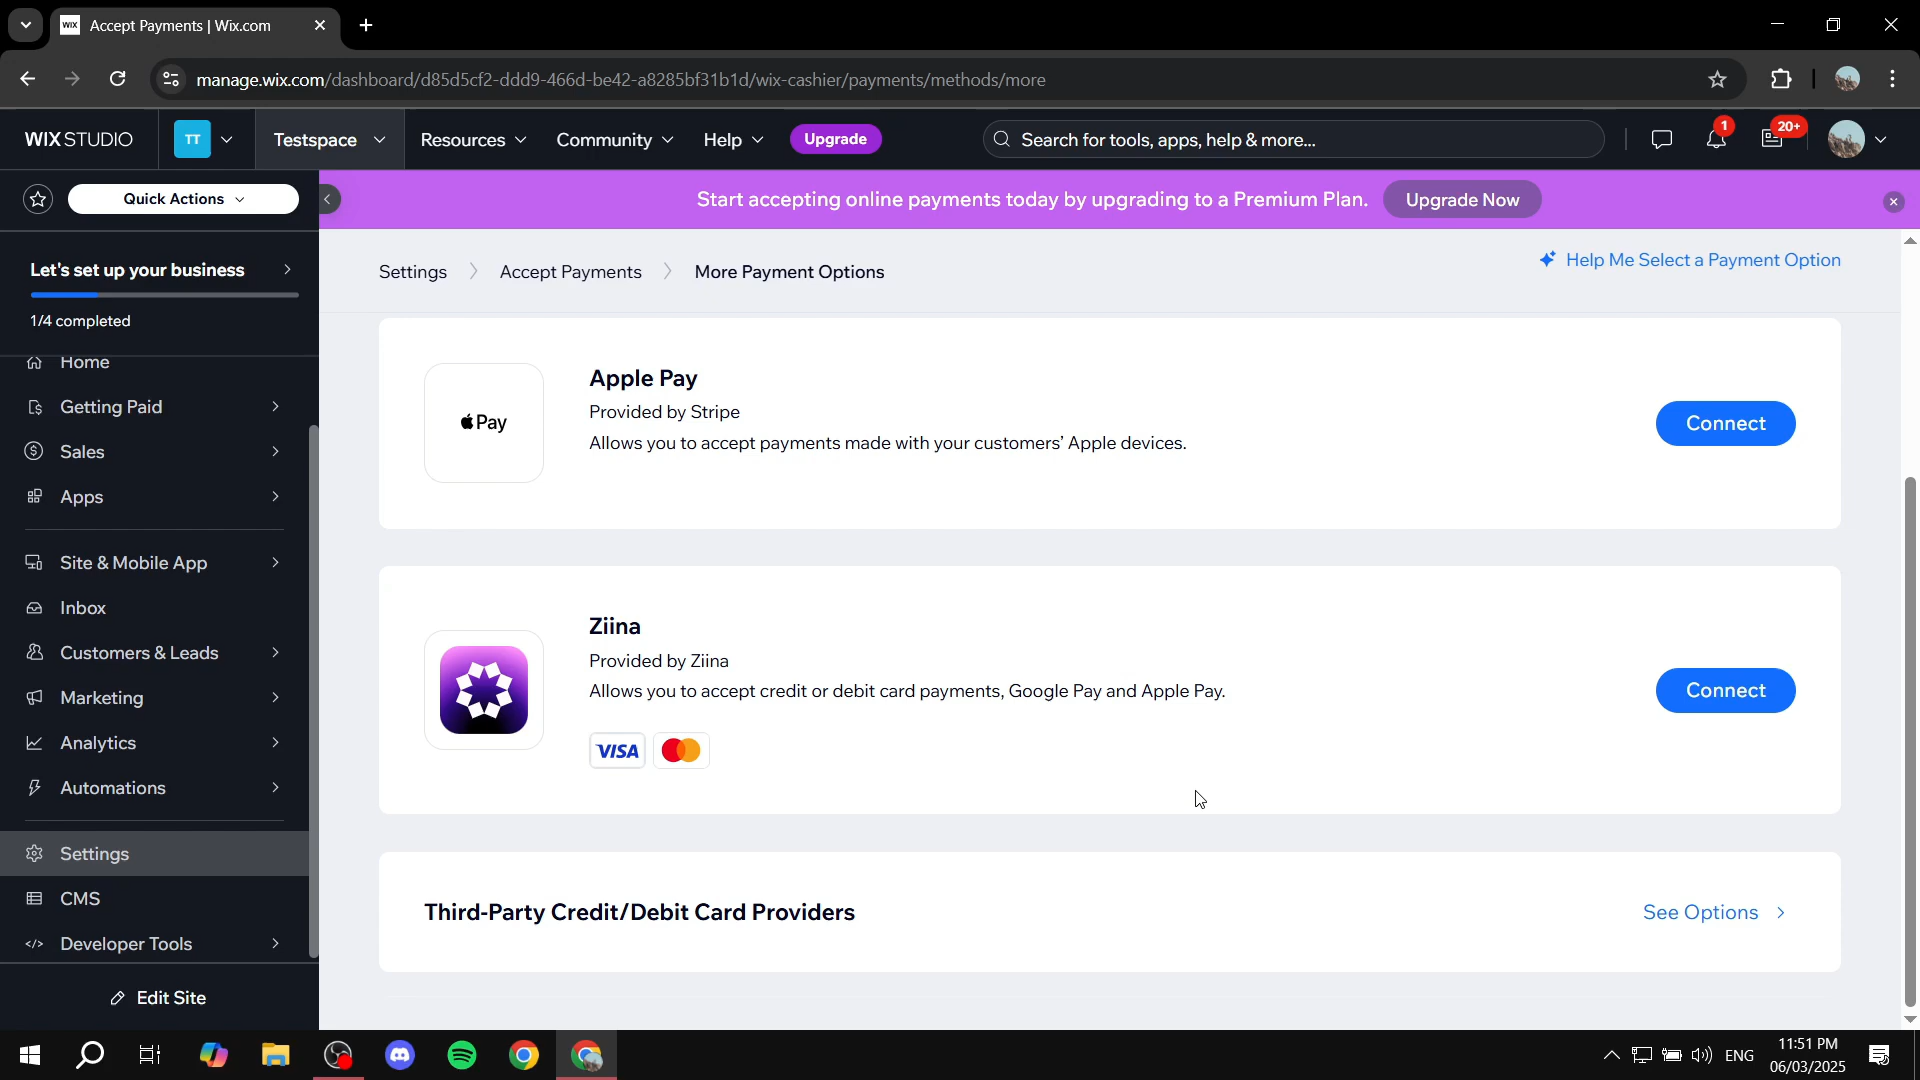 WIX
Accept Payments | Wix.com
manage.wix.com/dashboard/d85d5cf2-ddd9-466d-be42-a8285bf31b1d/wix-cashier/payments/methods/more
WIX STUDIO
TT
Testspace
Resources
Community
Help
Upgrade
Search for tools, apps, help & more...
1
20+
Quick Actions
Start accepting online payments today by upgrading to a Premium Plan.
Upgrade Now
Let's set up your business
1/4 completed
Home
Getting Paid
Sales
Apps
Site & Mobile App
Inbox
Customers & Leads
Marketing
Analytics
Automations
Settings
CMS
Developer Tools
Edit Site
Settings
Accept Payments
More Payment Options
Help Me Select a Payment Option
Pay
Apple Pay
Provided by Stripe
Allows you to accept payments made with your customers’ Apple devices.
Connect
Ziina
Provided by Ziina
Allows you to accept credit or debit card payments, Google Pay and Apple Pay.
VISA
Connect
Third-Party Credit/Debit Card Providers
See Options
ENG
11:51 PM
06/03/2025